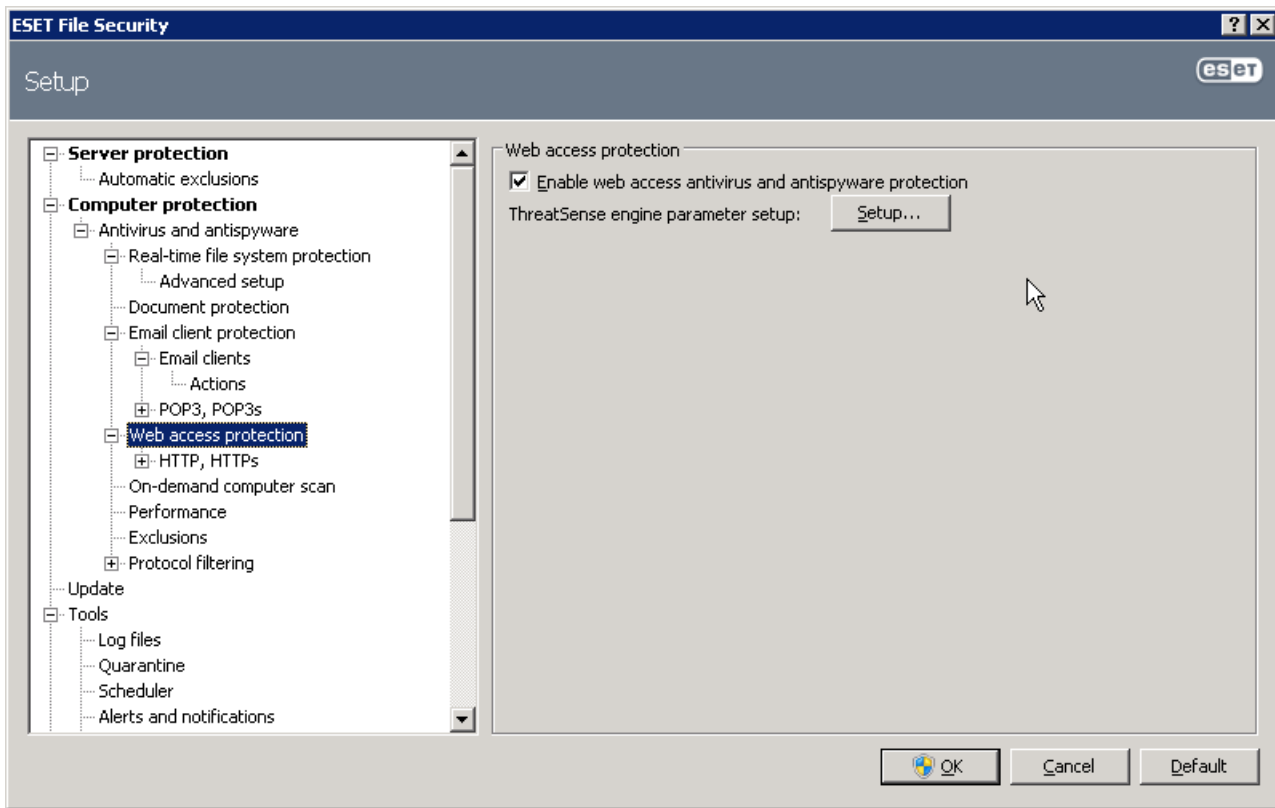 ESET File Security
Setup
eseT
Server protection
Automatic exclusions
Computer protection
Antivirus and antispyware
Real-time file system protection
Advanced setup
Document protection
Email client protection
Email clients
Actions
POP3, POP3s
Web access protection
HTTP, HTTPs
On-demand computer scan
Performance
Exclusions
Protocol filtering
Update
Tools
Log files
Quarantine
Scheduler
Alerts and notifications
Web access protection
Enable web access antivirus and antispyware protection
ThreatSense engine parameter setup: Setup...
OK Cancel Default